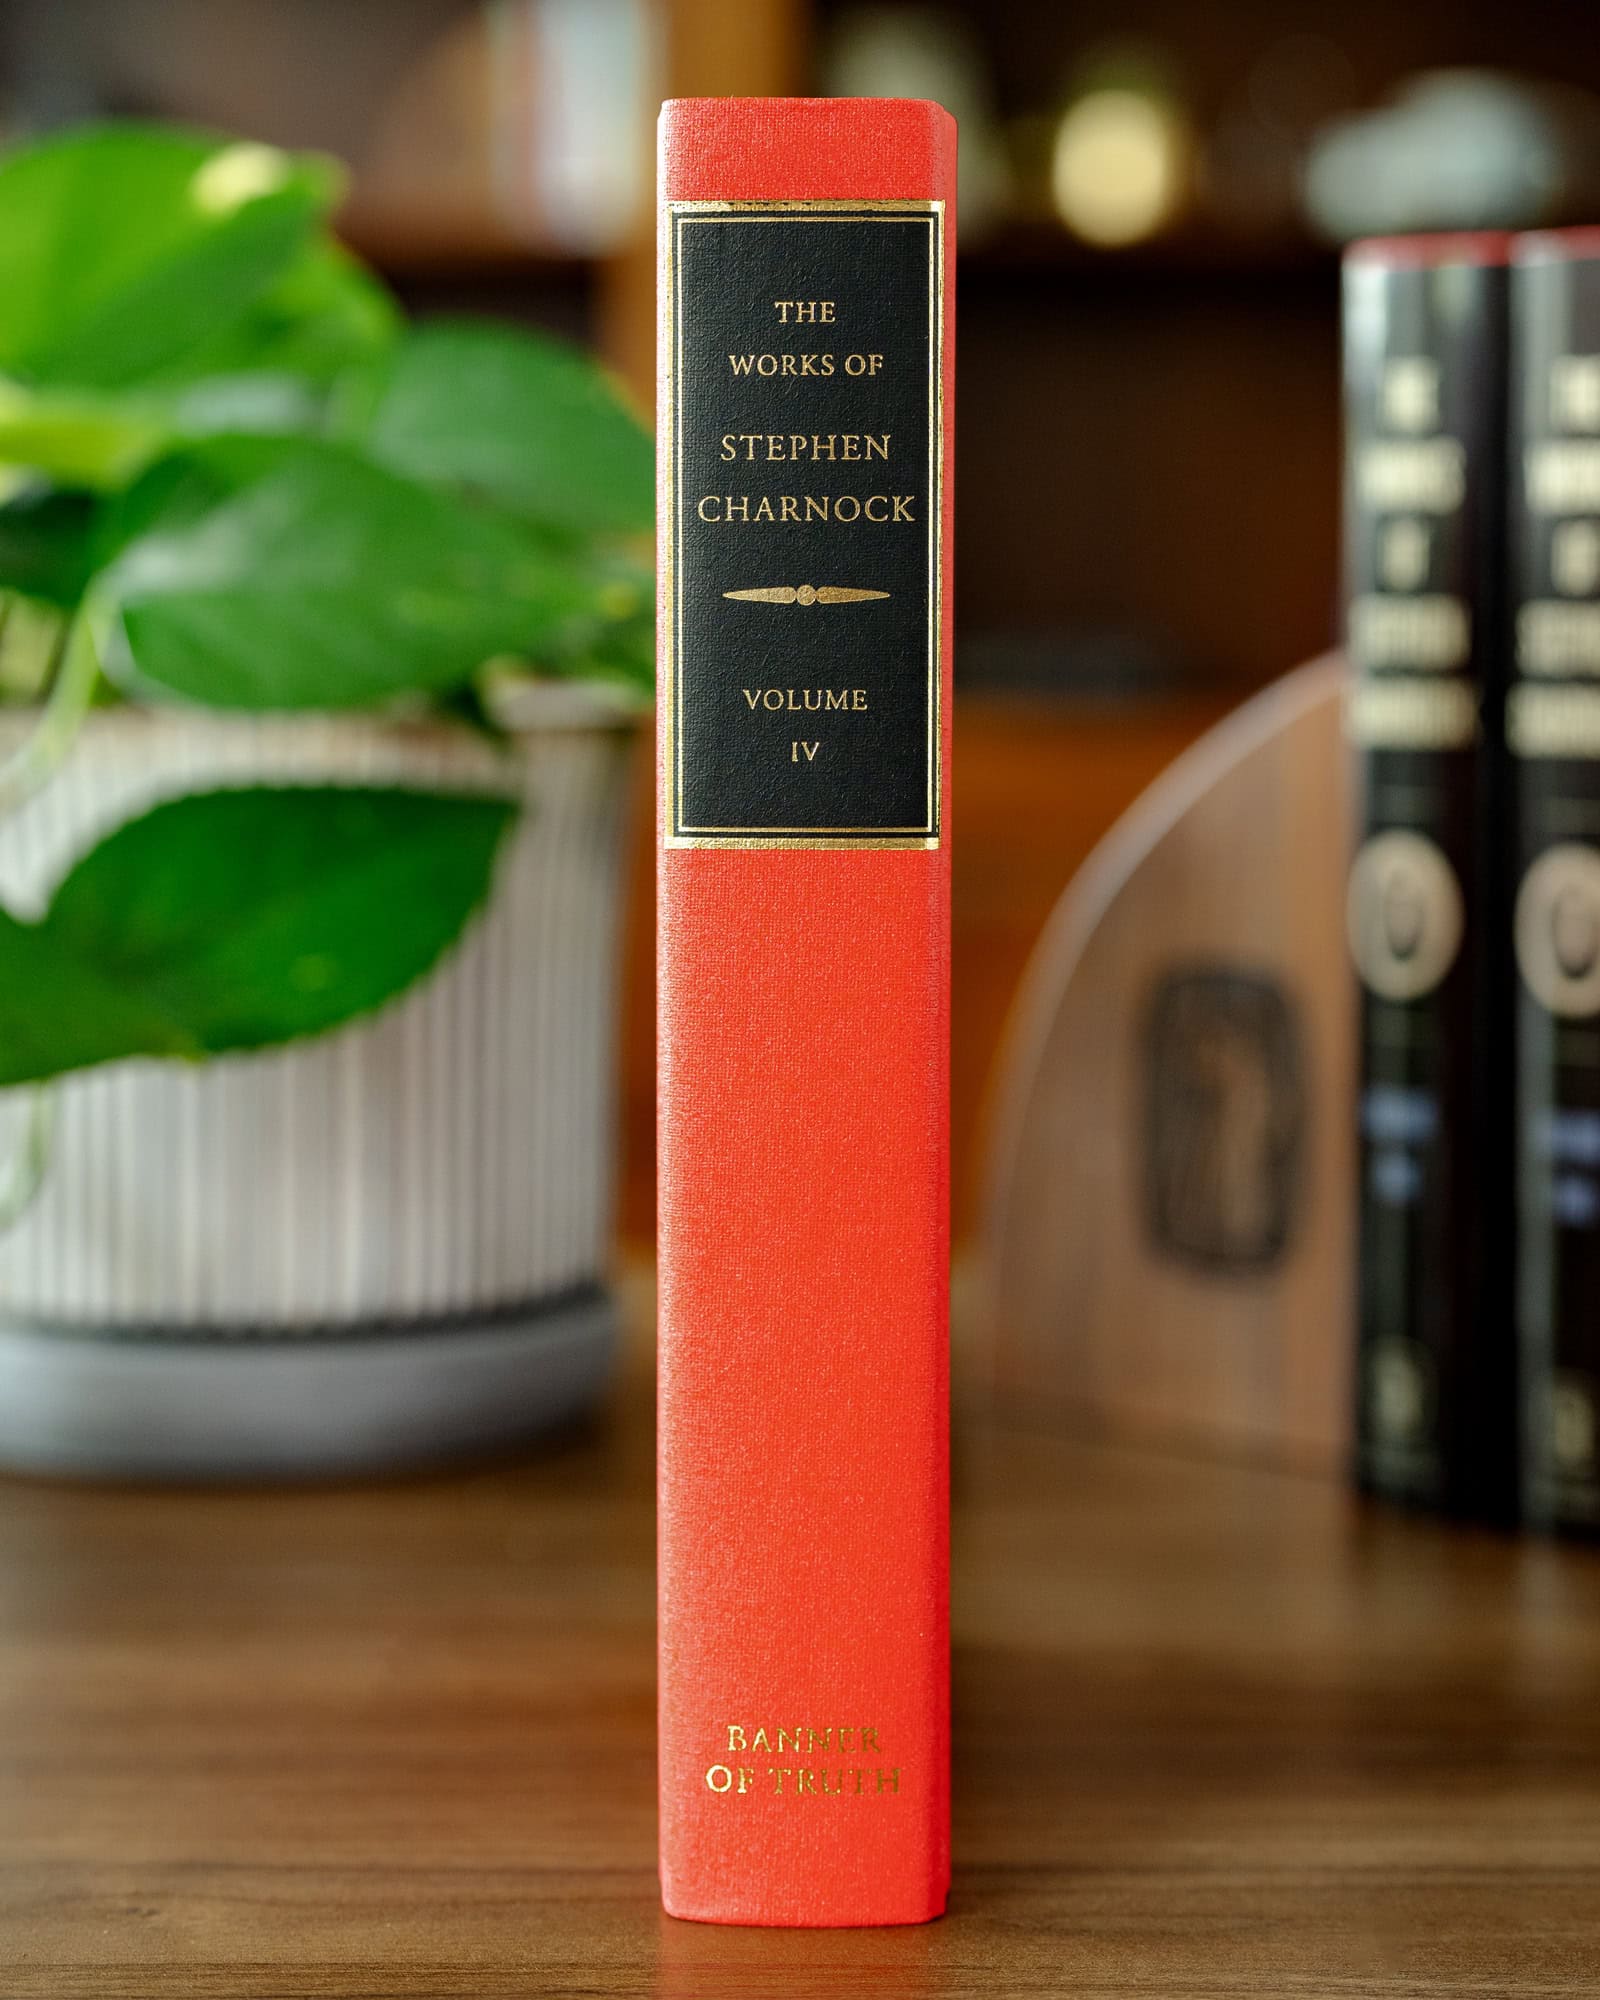 THE
WORKS OF
STEPHEN
CHARNOCK
VOLUME
IV
BANNER
OF TRUTH